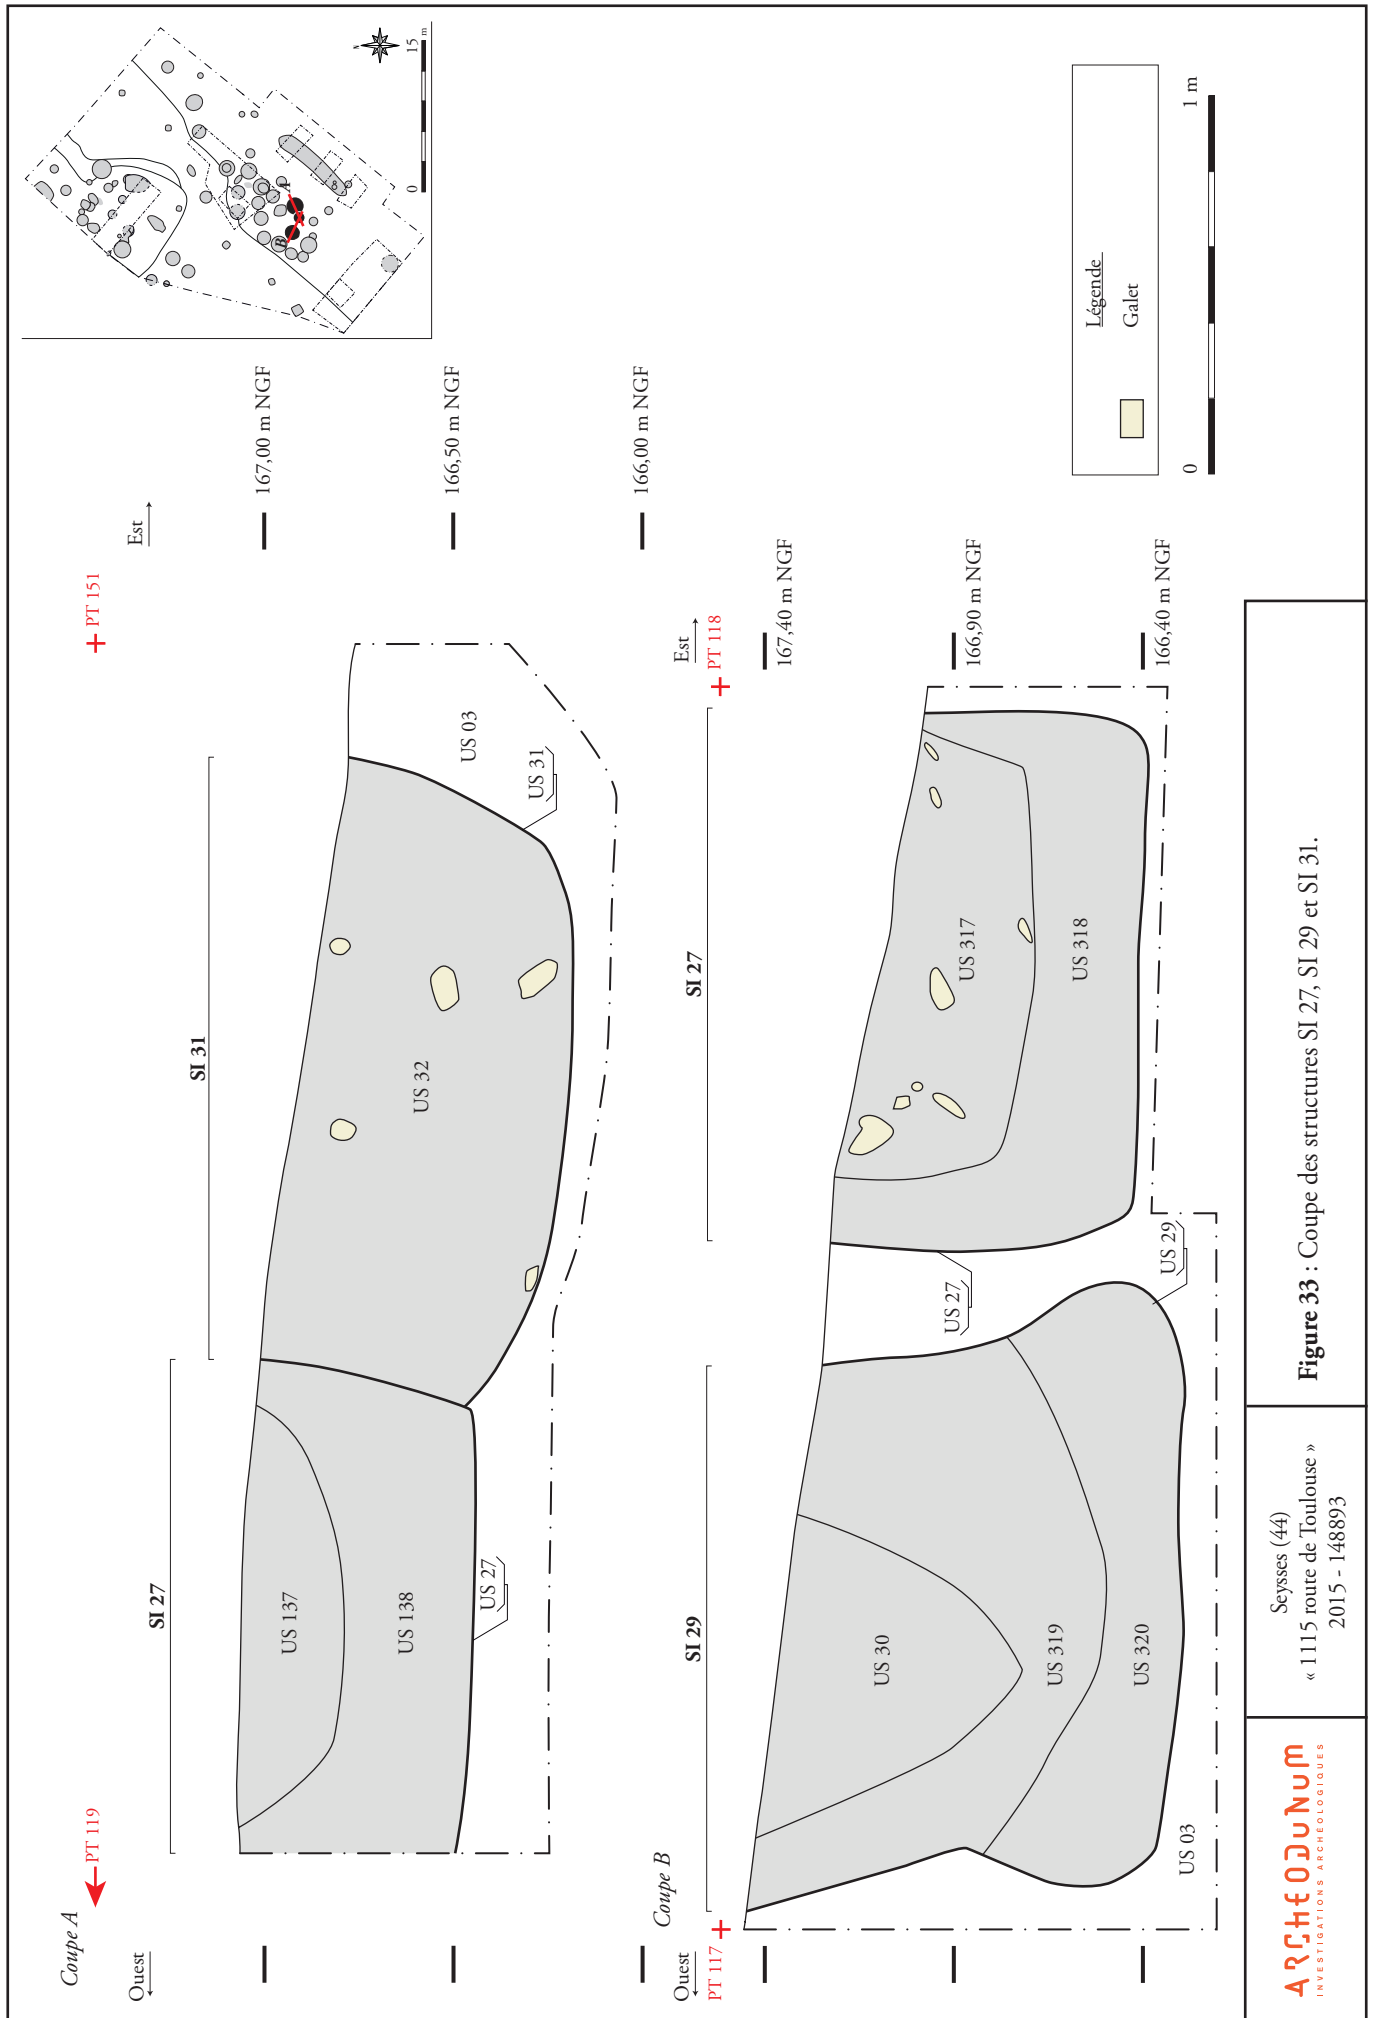 Coupe A
PT 119
PT 151
Ouest
Est
SI 27
SI 31
167,00 m NGF
166,50 m NGF
166,00 m NGF
US 137
US 138
US 27
US 32
US 31
US 03
Coupe B
Ouest
Est
PT 117
PT 118
SI 29
SI 27
167,40 m NGF
166,90 m NGF
166,40 m NGF
US 30
US 319
US 320
US 03
US 27
US 29
US 317
US 318
A
B
0
15
m
Légende
Galet
0
1 m
ARCHEODUNUM
INVESTIGATIONS ARCHÉOLOGIQUES
Seysses (44)
« 1115 route de Toulouse »
2015 - 148893
Figure 33 : Coupe des structures SI 27, SI 29 et SI 31.